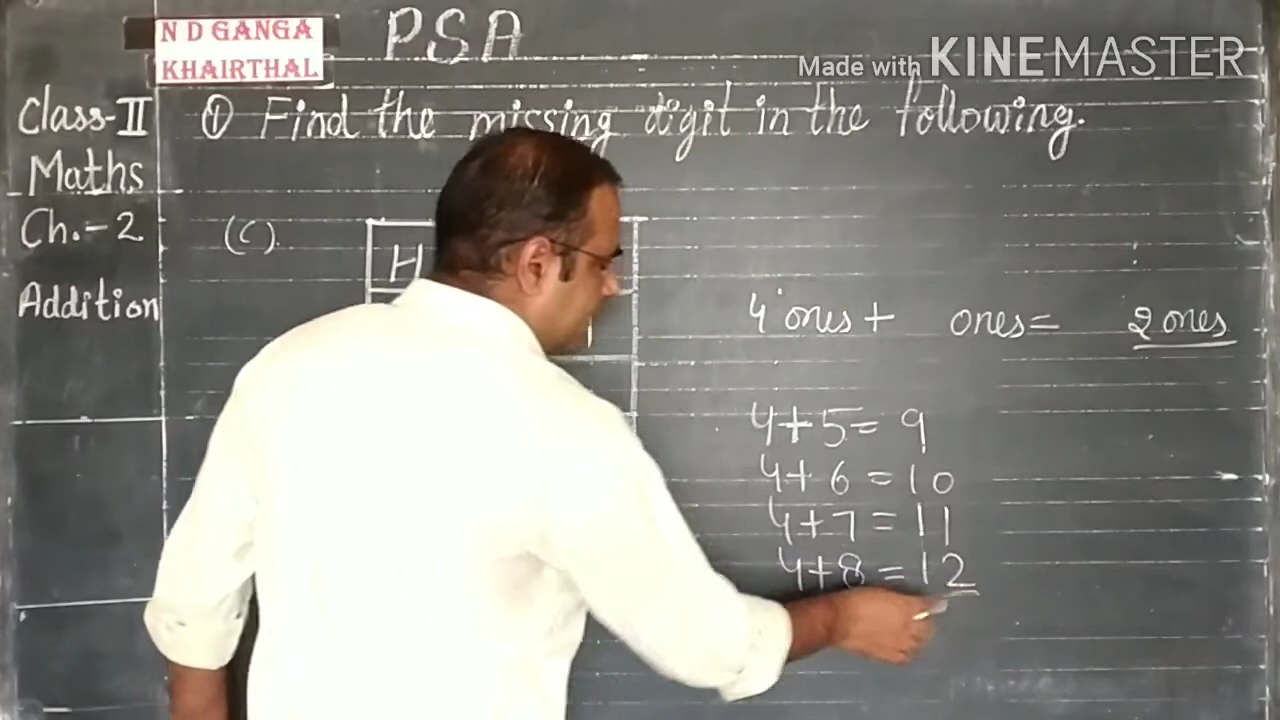 N D GANGA
KHAIRTHAL
PSA
Made with KINEMASTER
Class-II
Maths
Ch.-2
Addition
① Find the missing digit in the following.
(C).
H
4 ones + ones = 2 ones
4+5=9
4+6=10
4+7=11
4+8=12